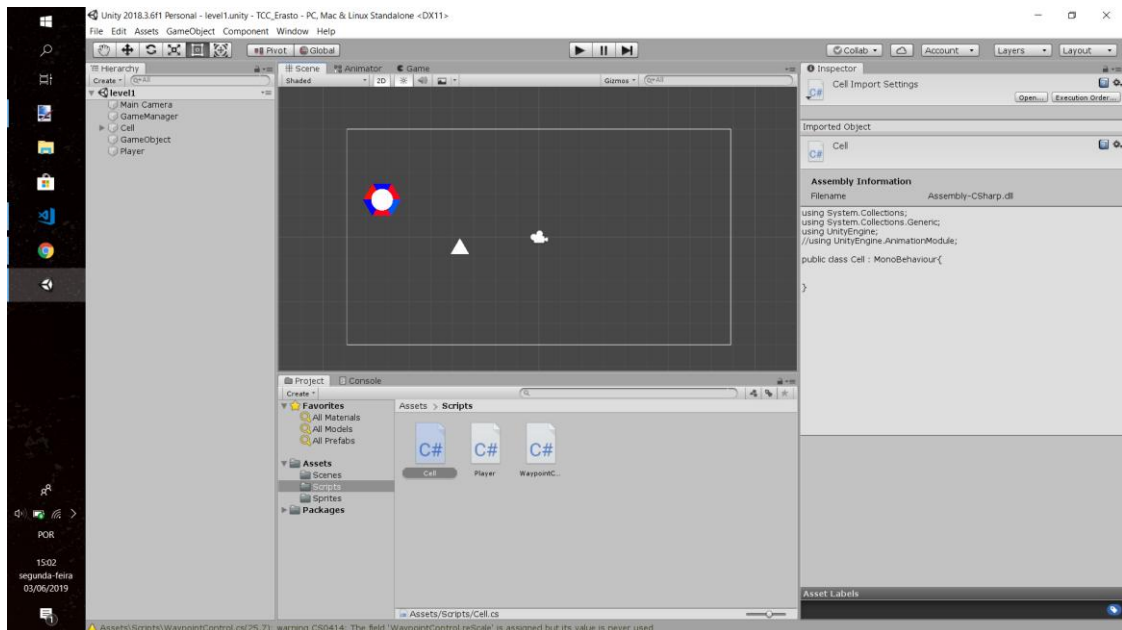 Unity 2018.3.6f1 Personal - level1.unity - TCC_Erasto - PC, Mac & Linux Standalone <DX11>
File Edit Assets GameObject Component Window Help
Pivot Global
Collab Account Layers Layout
Hierarchy
Create All
level1
Main Camera
GameManager
Cell
GameObject
Player
Scene Animator Game
Shaded 2D Gizmos All
Inspector
Cell Import Settings
Open... Execution Order...
Imported Object
Cell
Assembly Information
Filename Assembly-CSharp.dll
using System.Collections;
using System.Collections.Generic;
using UnityEngine;
//using UnityEngine.AnimationModule;
public class Cell : MonoBehaviour{
}
Project Console
Create
Favorites
All Materials
All Models
All Prefabs
Assets
Scenes
Scripts
Sprites
Packages
Assets > Scripts
C# C# C#
Cell Player WaypointC...
Assets/Scripts/Cell.cs
Asset Labels
Assets\Scripts\WaypointControl.cs(25,7): warning CS0414: The field 'WaypointControl.reScale' is assigned but its value is never used
POR
15:02
segunda-feira
03/06/2019